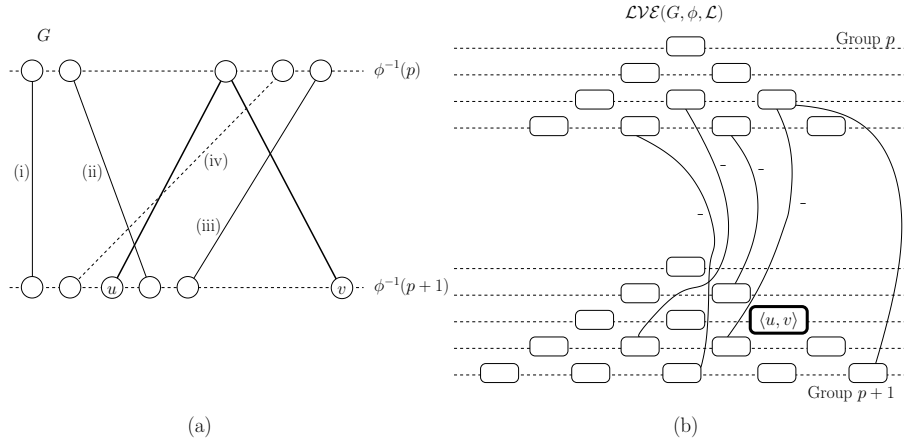 G
ϕ⁻¹(p)
(i)
(ii)
(iv)
(iii)
u
v
ϕ⁻¹(p+1)
(a)
ℒ𝒱ℰ(G, ϕ, ℒ)
Group p
–
–
–
–
⟨u, v⟩
Group p + 1
(b)